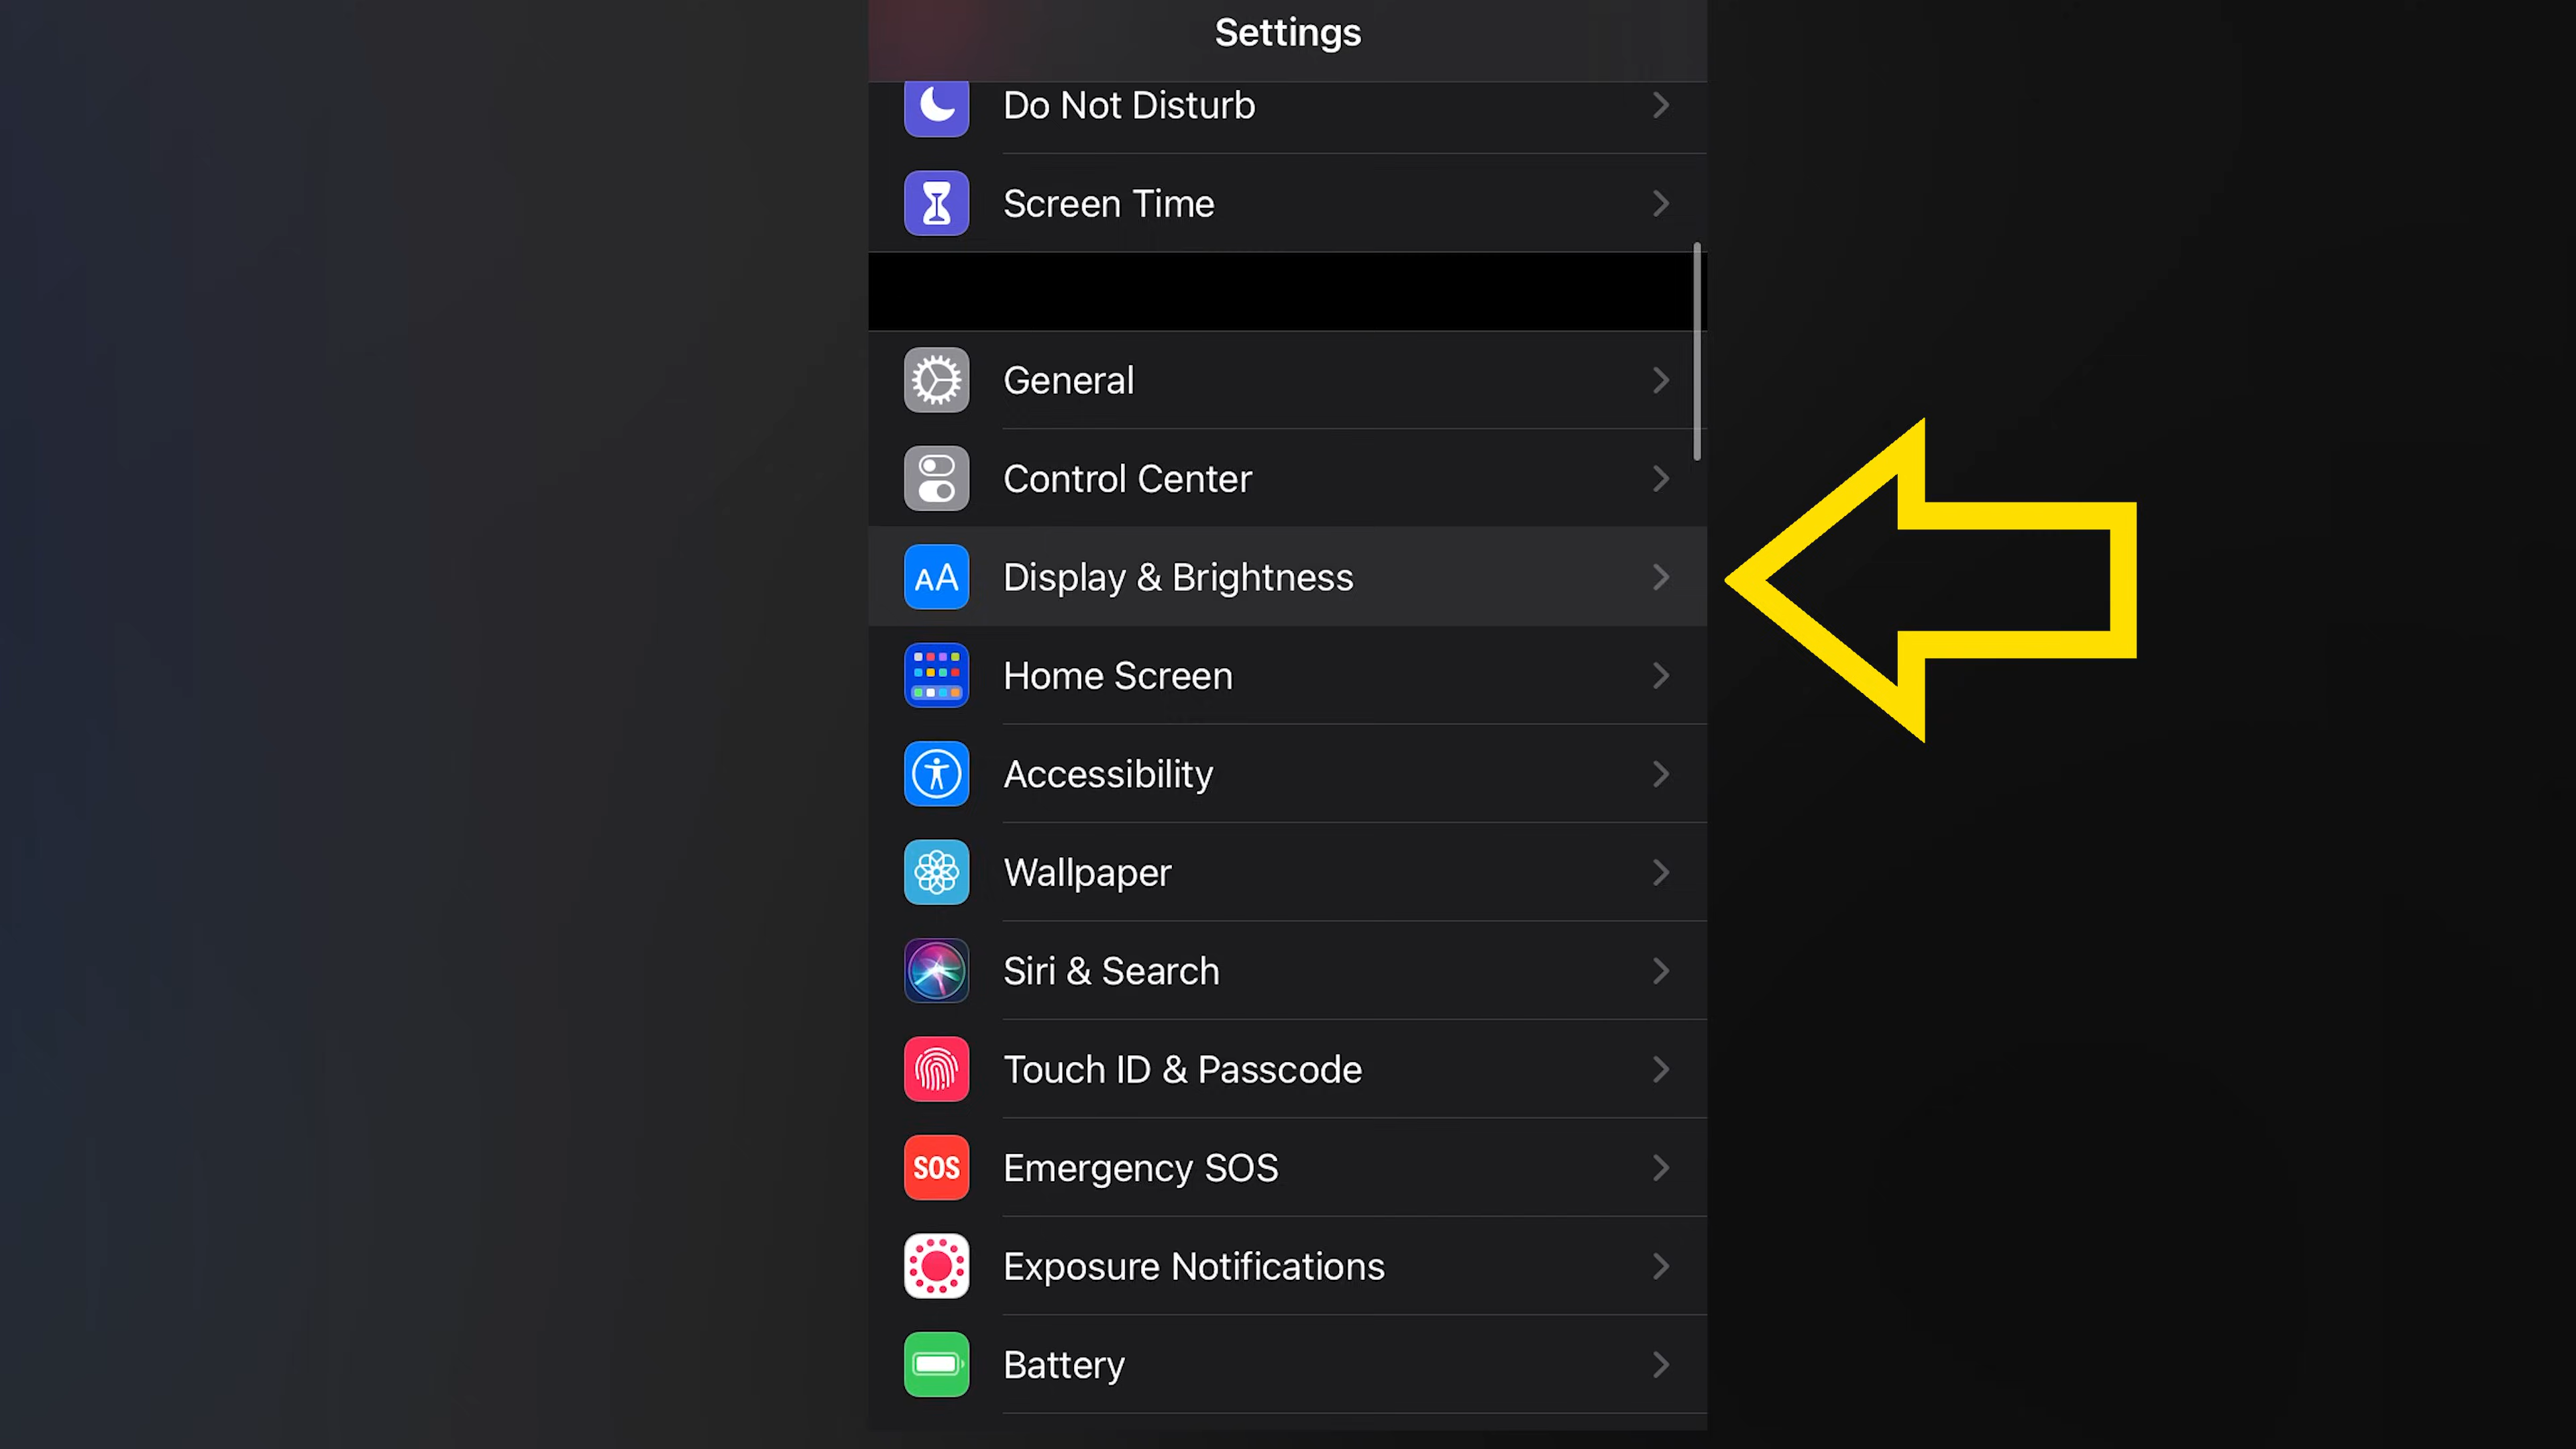 Settings
Do Not Disturb
Screen Time
General
Control Center
AA Display & Brightness
Home Screen
Accessibility
Wallpaper
Siri & Search
Touch ID & Passcode
SOS Emergency SOS
Exposure Notifications
Battery